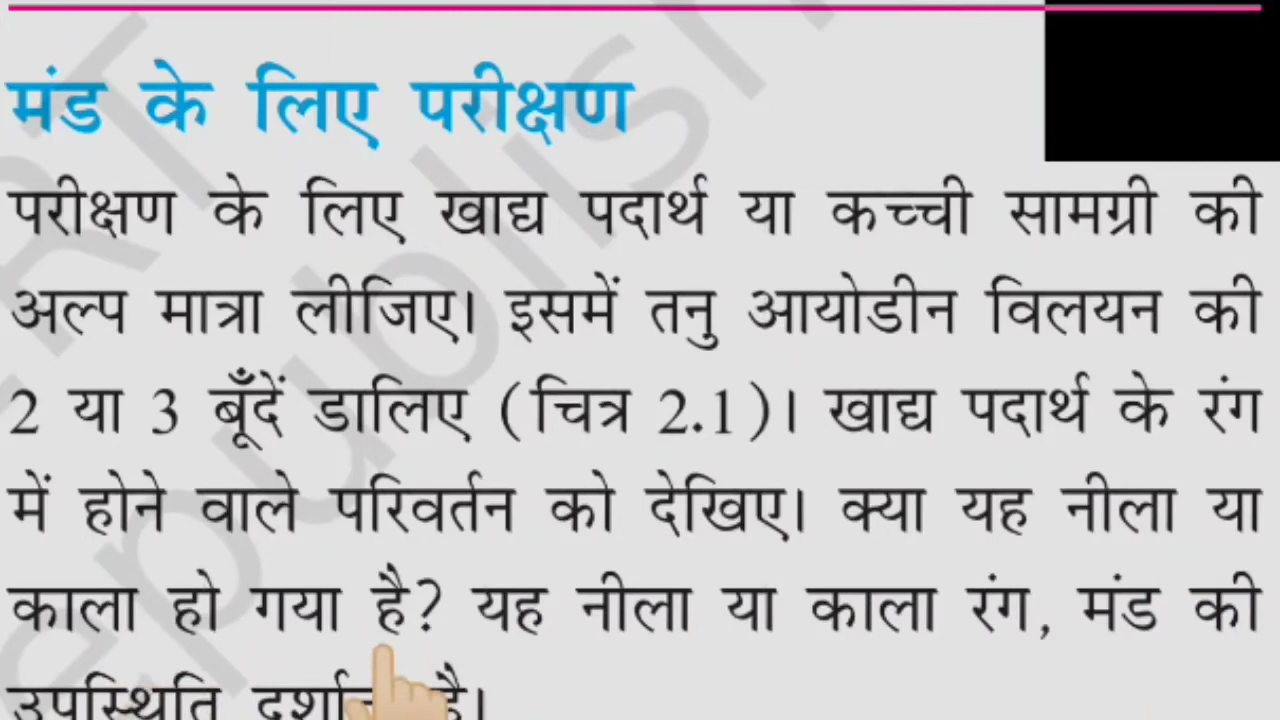 मंड के लिए परीक्षण
परीक्षण के लिए खाद्य पदार्थ या कच्ची सामग्री की
अल्प मात्रा लीजिए। इसमें तनु आयोडीन विलयन की
2 या 3 बूँदें डालिए (चित्र 2.1)। खाद्य पदार्थ के रंग
में होने वाले परिवर्तन को देखिए। क्या यह नीला या
काला हो गया है? यह नीला या काला रंग, मंड की
उपस्थिति है।